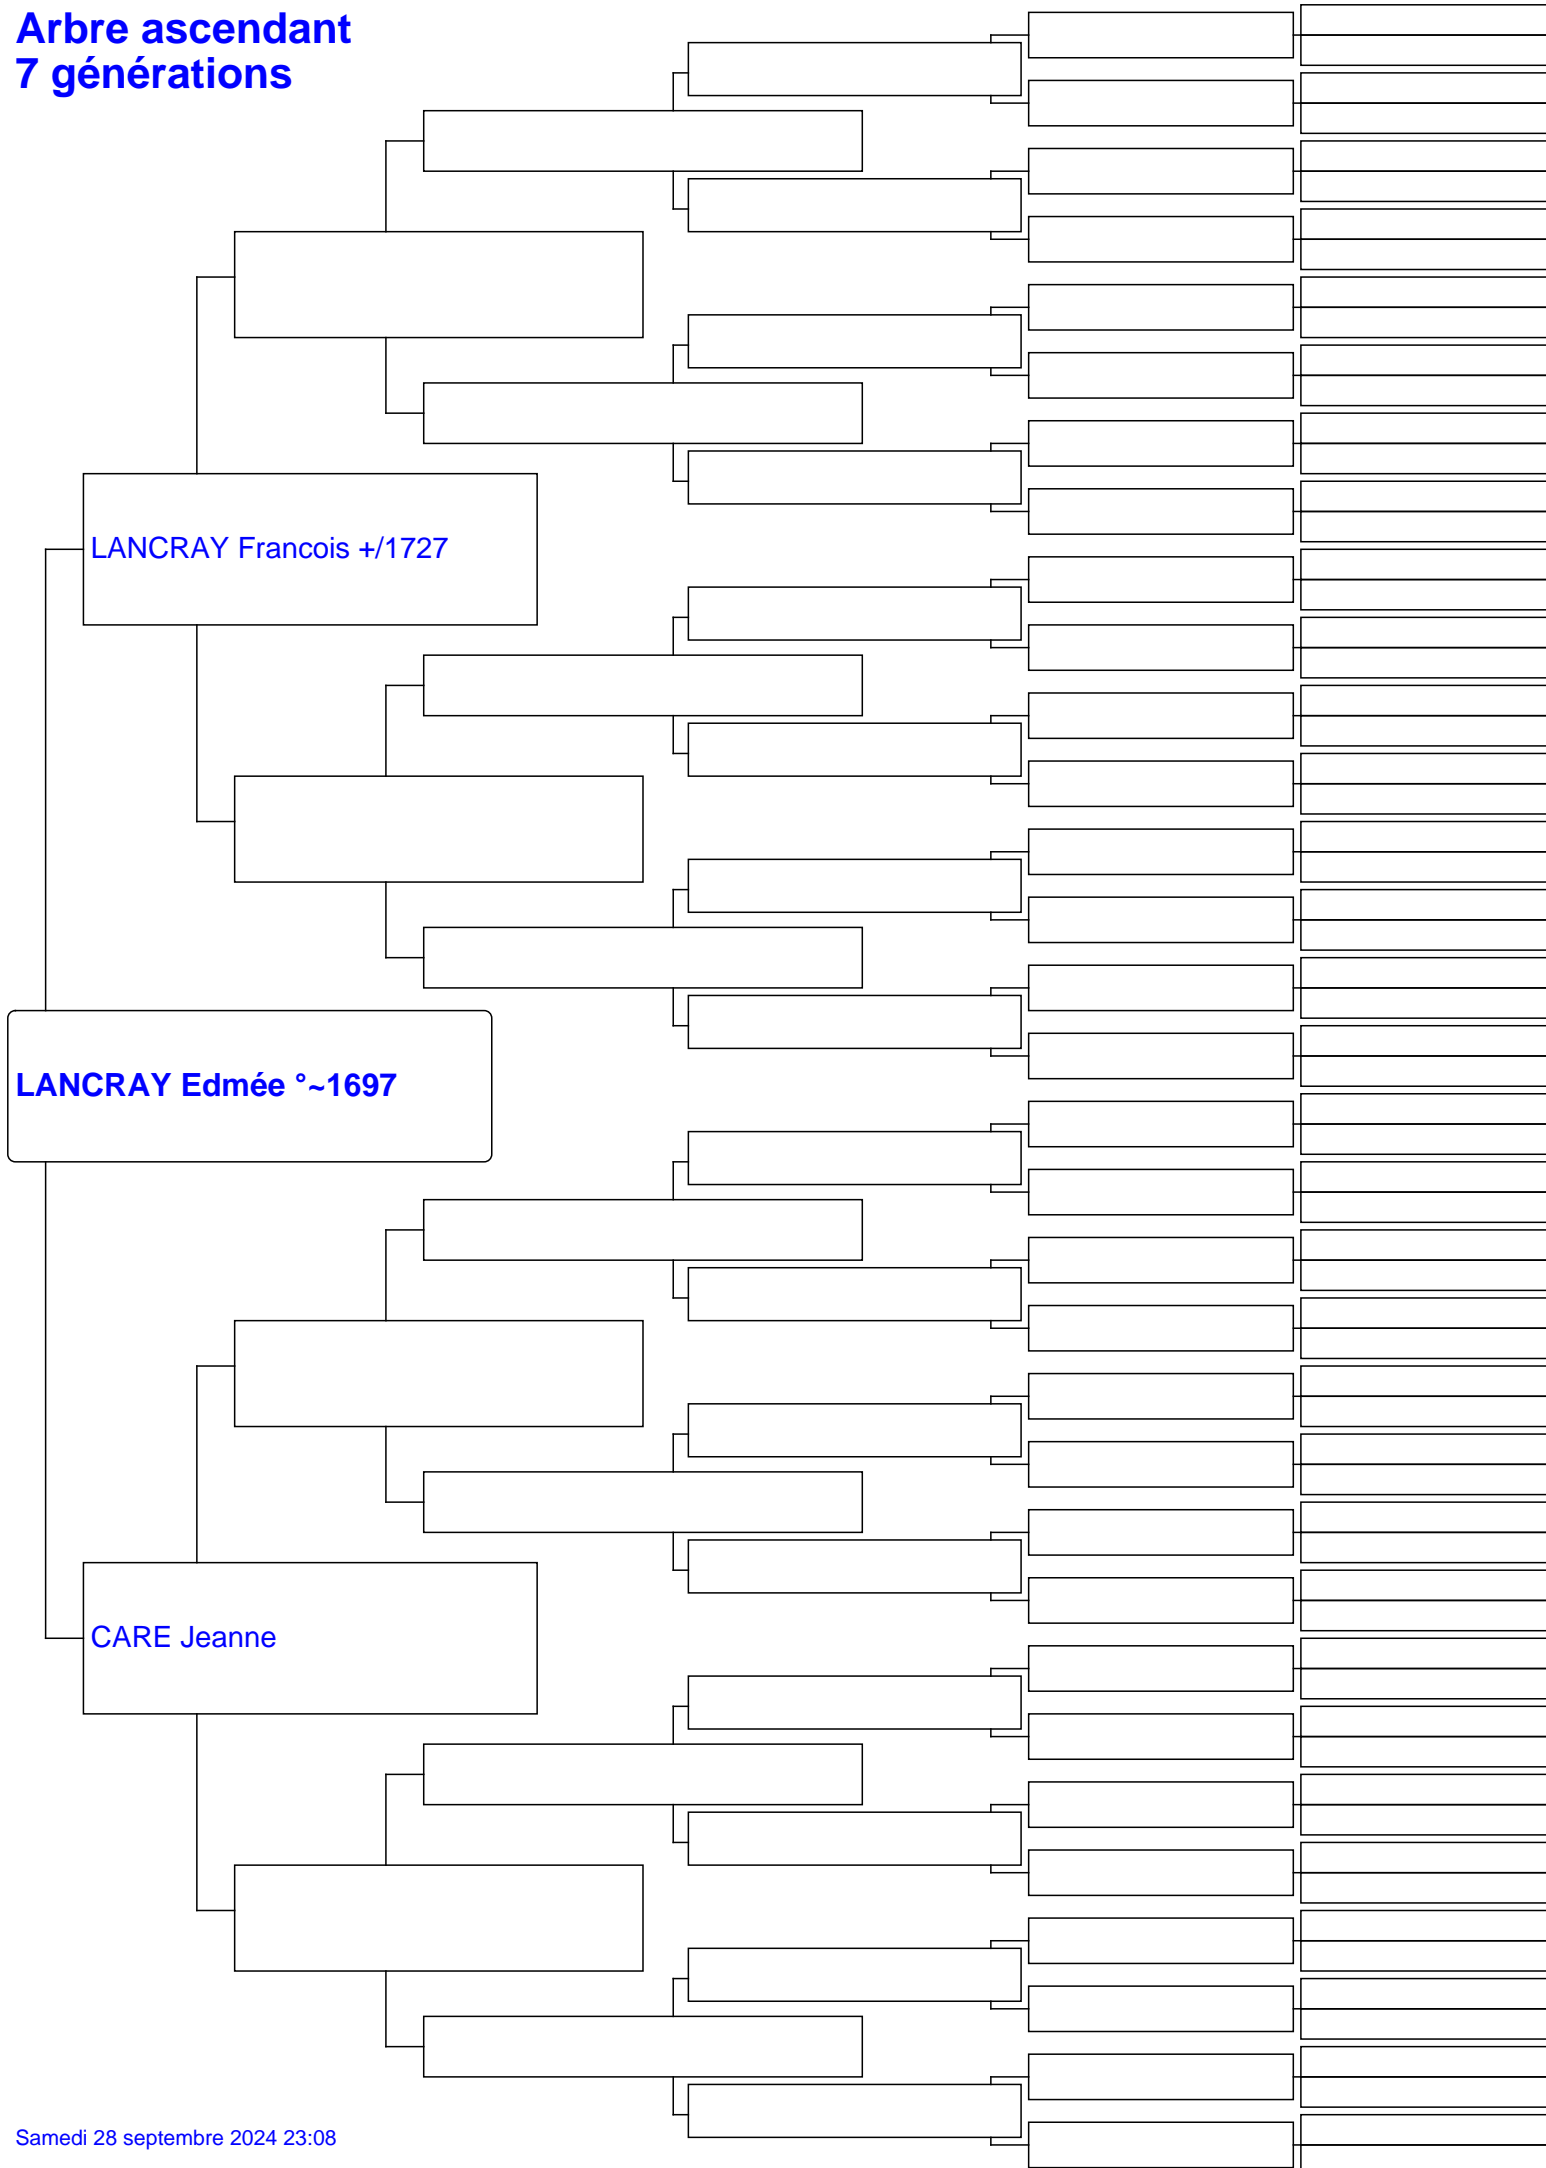 Arbre ascendant
7 générations
LANCRAY Francois +/1727
LANCRAY Edmée °~1697
CARE Jeanne
Samedi 28 septembre 2024 23:08